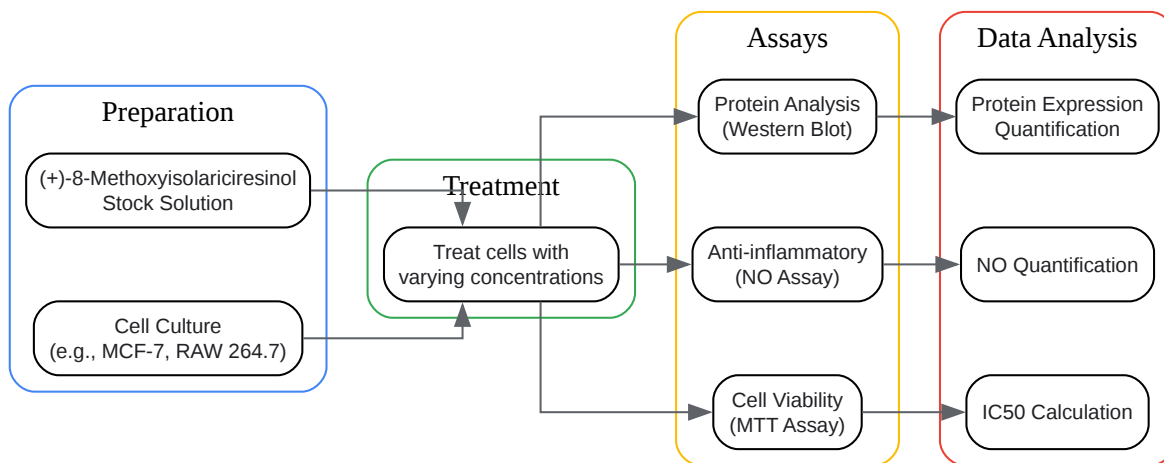 Preparation
(+)-8-Methoxyisolariciresinol
Stock Solution
Cell Culture
(e.g., MCF-7, RAW 264.7)
Treatment
Treat cells with
varying concentrations
Assays
Protein Analysis
(Western Blot)
Anti-inflammatory
(NO Assay)
Cell Viability
(MTT Assay)
Data Analysis
Protein Expression
Quantification
NO Quantification
IC50 Calculation